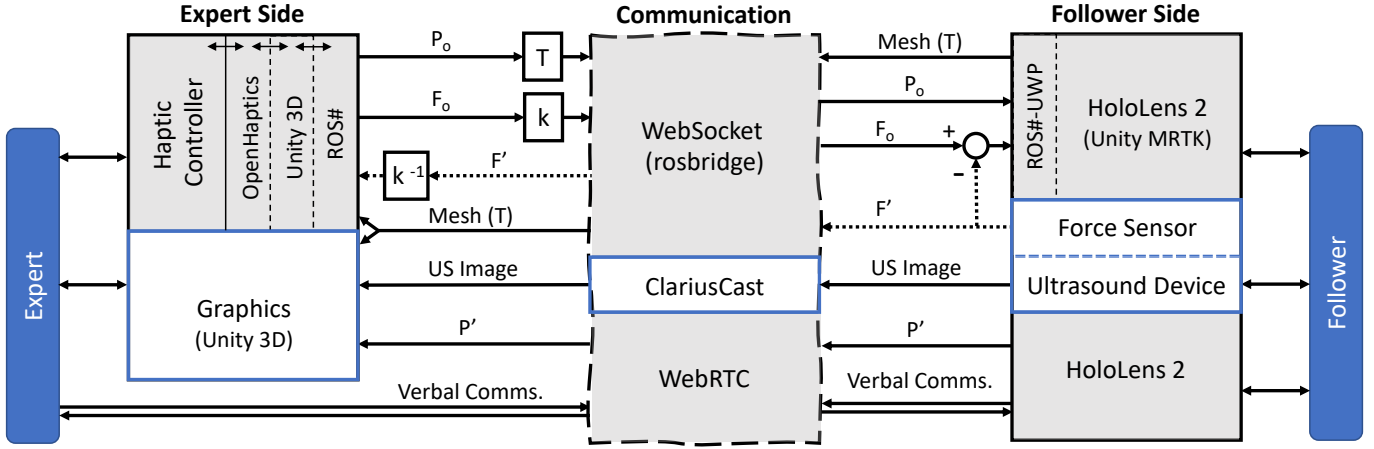 Expert Side
Communication
Follower Side
Expert
Haptic
Controller
OpenHaptics
Unity 3D
ROS#
Graphics
(Unity 3D)
Pₒ
T
Fₒ
k
F'
k⁻¹
Mesh (T)
US Image
P'
Verbal Comms.
WebSocket
(rosbridge)
ClariusCast
WebRTC
Mesh (T)
Pₒ
Fₒ
+
−
F'
US Image
P'
Verbal Comms.
ROS#-UWP
HoloLens 2
(Unity MRTK)
Force Sensor
Ultrasound Device
HoloLens 2
Follower